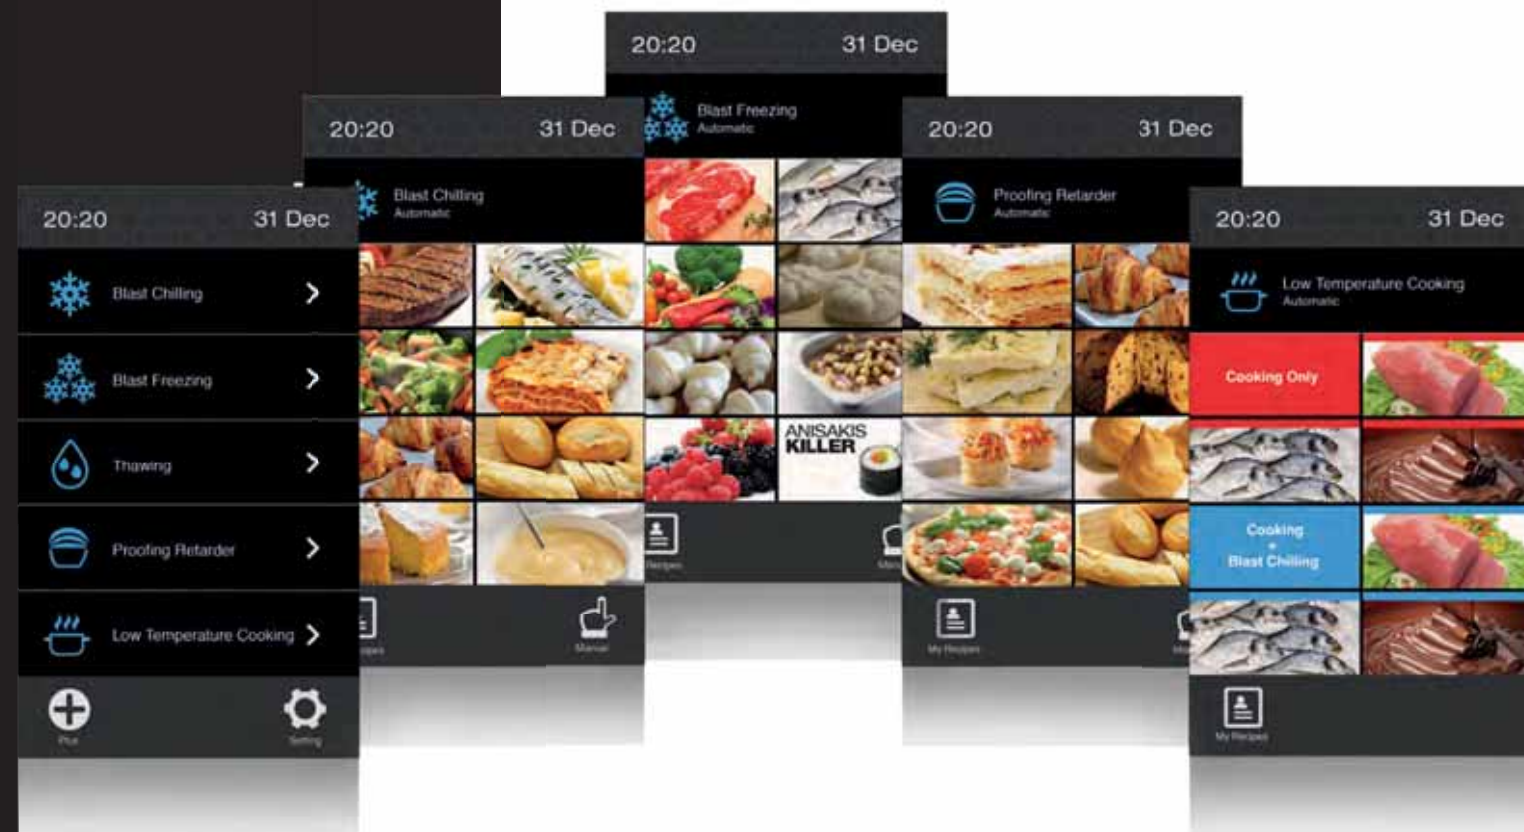 20:20 31 Dec
Blast Chilling
Blast Freezing
Thawing
Proofing Retarder
Low Temperature Cooking
Plus
Setting
20:20 31 Dec
Blast Chilling
Automatic
Manual
20:20 31 Dec
Blast Freezing
Automatic
ANISAKIS
KILLER
Recipes
20:20 31 Dec
Proofing Retarder
Automatic
My Recipes
20:20 31 Dec
Low Temperature Cooking
Automatic
Cooking Only
Cooking
+
Blast Chilling
My Recipes